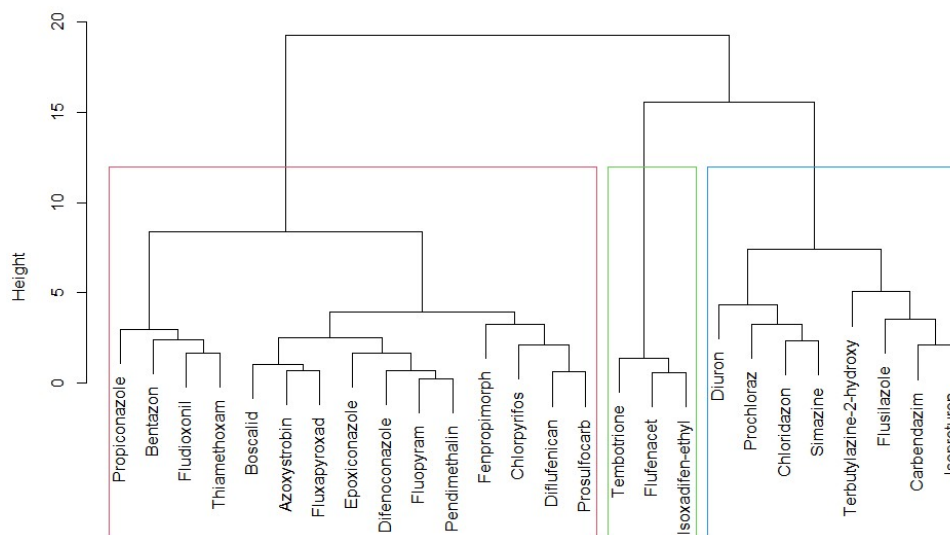 20
15
10
5
0
Height
Propiconazole
Bentazon
Fludioxonil
Thiamethoxam
Boscalid
Azoxystrobin
Fluxapyroxad
Epoxiconazole
Difenoconazole
Fluopyram
Pendimethalin
Fenpropimorph
Chlorpyrifos
Diflufenican
Prosulfocarb
Tembotrione
Flufenacet
Isoxadifen-ethyl
Diuron
Prochloraz
Chloridazon
Simazine
Terbutylazine-2-hydroxy
Flusilazole
Carbendazim